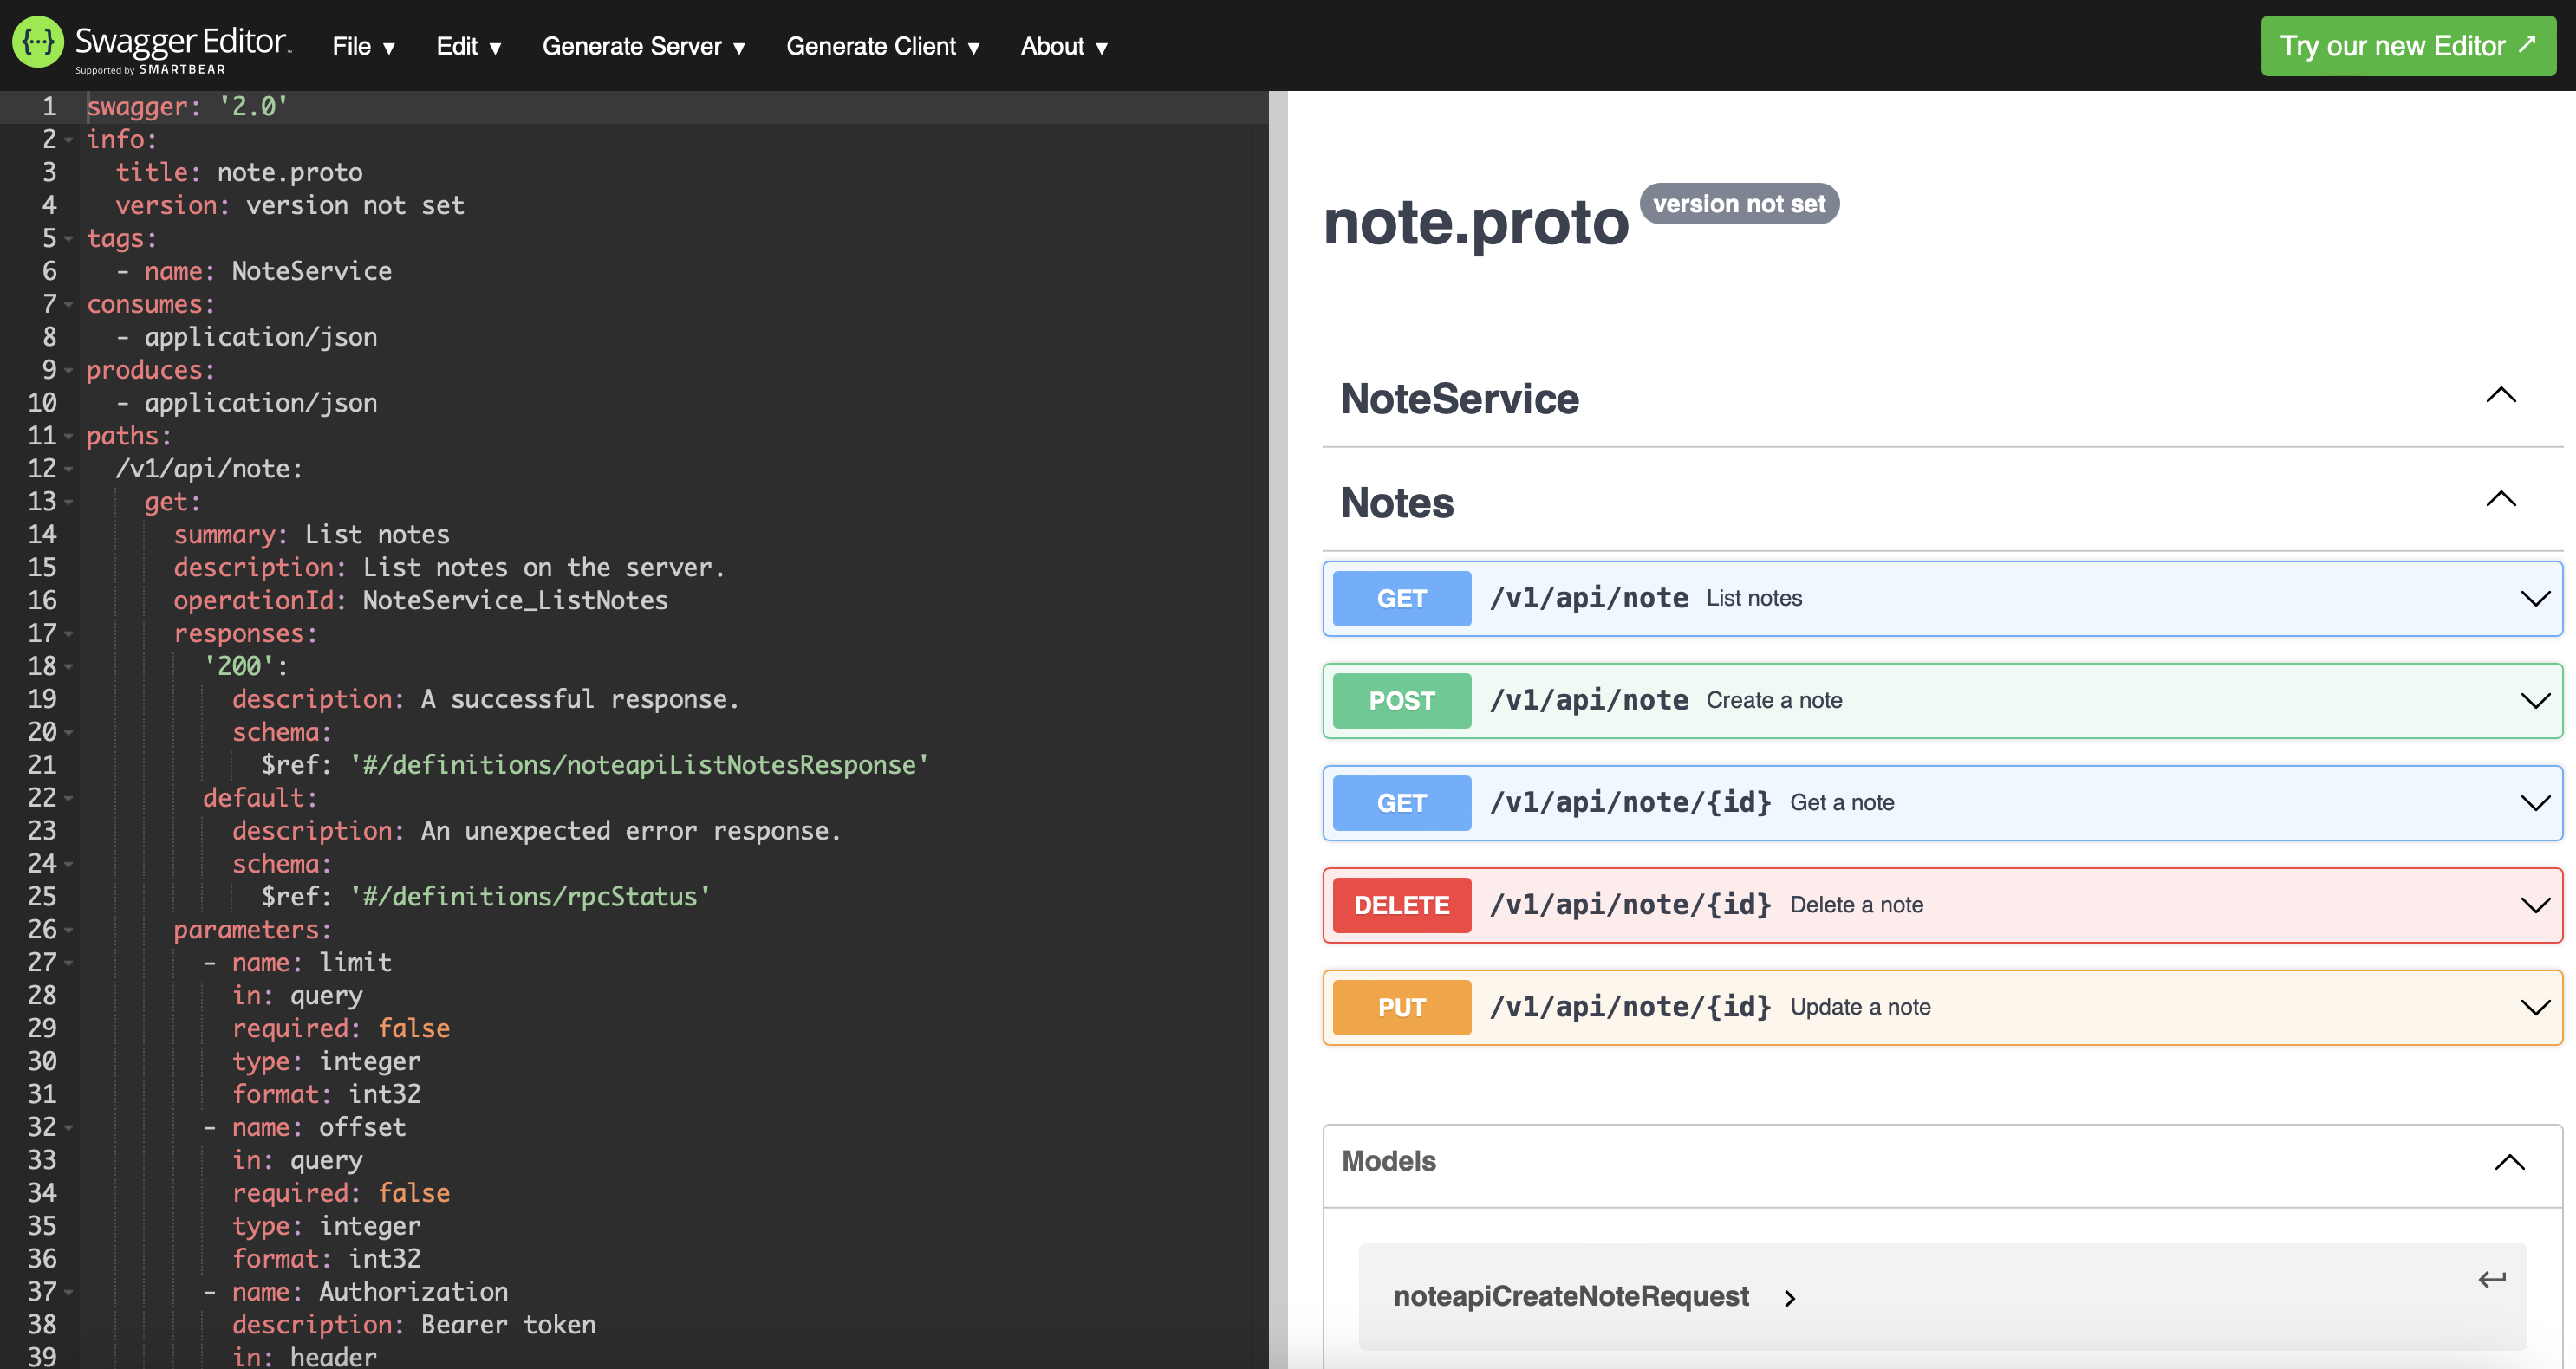 Swagger Editor
Supported by SMARTBEAR
File ▾ Edit ▾ Generate Server ▾ Generate Client ▾ About ▾
Try our new Editor ↗
1 swagger: '2.0'
2 info:
3 title: note.proto
4 version: version not set
5 tags:
6 - name: NoteService
7 consumes:
8 - application/json
9 produces:
10 - application/json
11 paths:
12 /v1/api/note:
13 get:
14 summary: List notes
15 description: List notes on the server.
16 operationId: NoteService_ListNotes
17 responses:
18 '200':
19 description: A successful response.
20 schema:
21 $ref: '#/definitions/noteapiListNotesResponse'
22 default:
23 description: An unexpected error response.
24 schema:
25 $ref: '#/definitions/rpcStatus'
26 parameters:
27 - name: limit
28 in: query
29 required: false
30 type: integer
31 format: int32
32 - name: offset
33 in: query
34 required: false
35 type: integer
36 format: int32
37 - name: Authorization
38 description: Bearer token
39 in: header
note.proto version not set
NoteService
Notes
GET /v1/api/note List notes
POST /v1/api/note Create a note
GET /v1/api/note/{id} Get a note
DELETE /v1/api/note/{id} Delete a note
PUT /v1/api/note/{id} Update a note
Models
noteapiCreateNoteRequest